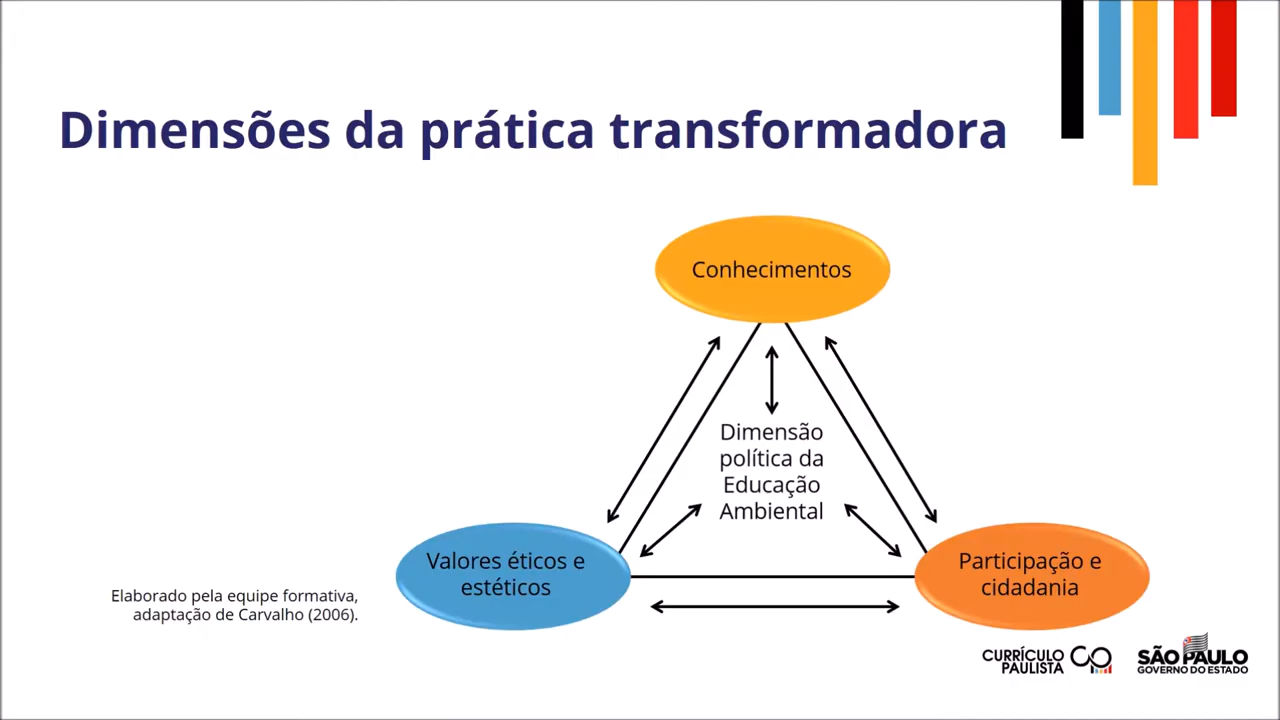 Dimensões da prática transformadora
Conhecimentos
Dimensão
política da
Educação
Ambiental
Valores éticos e
estéticos
Participação e
cidadania
Elaborado pela equipe formativa,
adaptação de Carvalho (2006).
CURRÍCULO
PAULISTA
SÃO PAULO
GOVERNO DO ESTADO